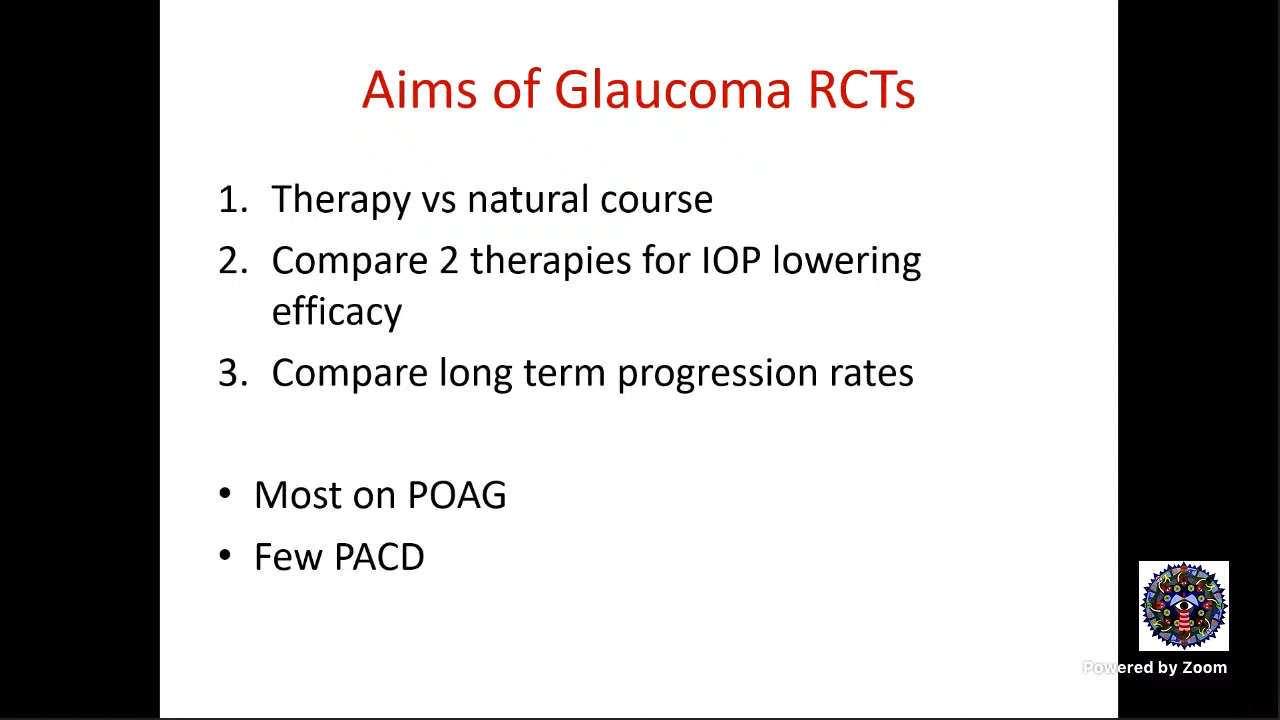 Aims of Glaucoma RCTs
1. Therapy vs natural course
2. Compare 2 therapies for IOP lowering
efficacy
3. Compare long term progression rates
• Most on POAG
• Few PACD
Powered by Zoom